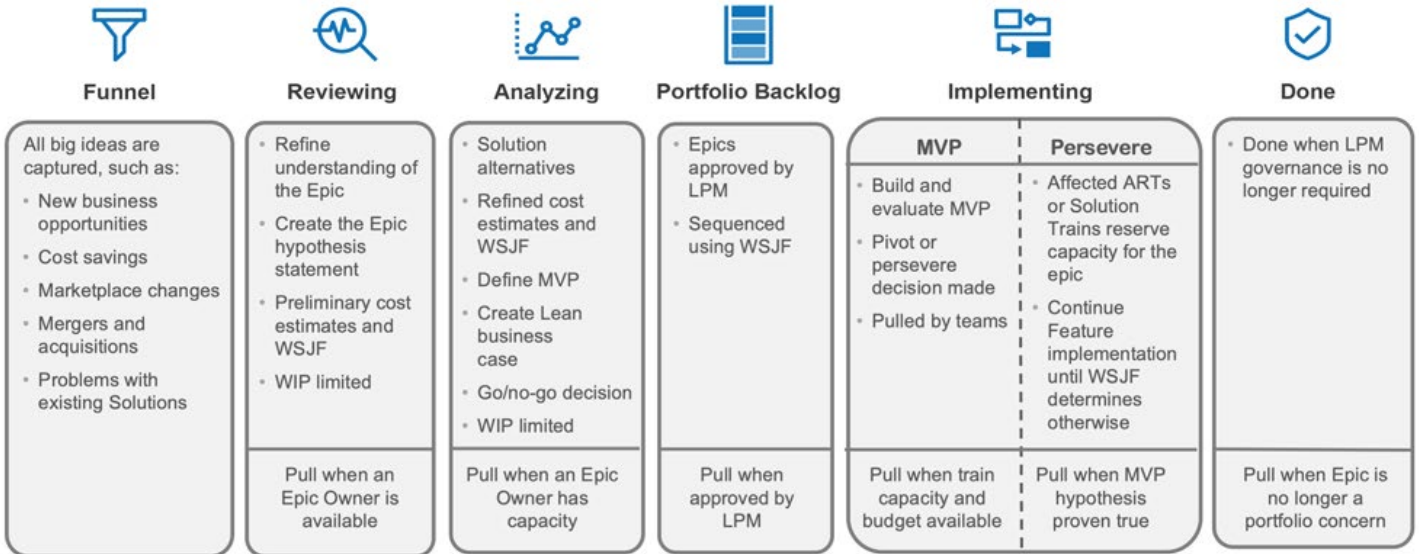 Funnel
All big ideas are
captured, such as:
• New business
opportunities
• Cost savings
• Marketplace changes
• Mergers and
acquisitions
• Problems with
existing Solutions
Reviewing
• Refine
understanding of
the Epic
• Create the Epic
hypothesis
statement
• Preliminary cost
estimates and
WSJF
• WIP limited
Pull when an
Epic Owner is
available
Analyzing
• Solution
alternatives
• Refined cost
estimates and
WSJF
• Define MVP
• Create Lean
business
case
• Go/no-go decision
• WIP limited
Pull when an Epic
Owner has
capacity
Portfolio Backlog
• Epics
approved by
LPM
• Sequenced
using WSJF
Pull when
approved by
LPM
Implementing
MVP
• Build and
evaluate MVP
• Pivot or
persevere
decision made
• Pulled by teams
Pull when train
capacity and
budget available
Persevere
• Affected ARTs
or Solution
Trains reserve
capacity for the
epic
• Continue
Feature
implementation
until WSJF
determines
otherwise
Pull when MVP
hypothesis
proven true
Done
• Done when LPM
governance is no
longer required
Pull when Epic is
no longer a
portfolio concern